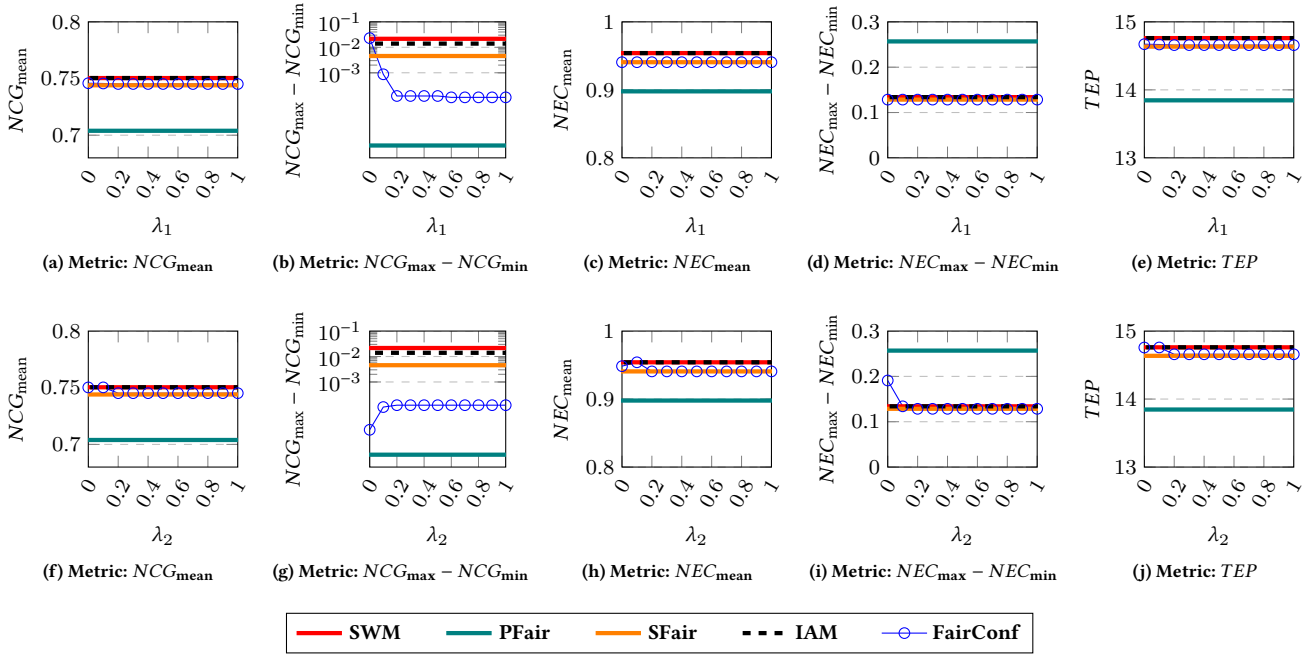 0.8
0.75
0.7
NCG_mean
0 0.2 0.4 0.6 0.8 1
λ₁
(a) Metric: NCG_mean
10⁻¹
10⁻²
10⁻³
NCG_max − NCG_min
0 0.2 0.4 0.6 0.8 1
λ₁
(b) Metric: NCG_max − NCG_min
1
0.9
0.8
NEC_mean
0 0.2 0.4 0.6 0.8 1
λ₁
(c) Metric: NEC_mean
0.3
0.2
0.1
0
NEC_max − NEC_min
0 0.2 0.4 0.6 0.8 1
λ₁
(d) Metric: NEC_max − NEC_min
15
14
13
TEP
0 0.2 0.4 0.6 0.8 1
λ₁
(e) Metric: TEP
0.8
0.75
0.7
NCG_mean
0 0.2 0.4 0.6 0.8 1
λ₂
(f) Metric: NCG_mean
10⁻¹
10⁻²
10⁻³
NCG_max − NCG_min
0 0.2 0.4 0.6 0.8 1
λ₂
(g) Metric: NCG_max − NCG_min
1
0.9
0.8
NEC_mean
0 0.2 0.4 0.6 0.8 1
λ₂
(h) Metric: NEC_mean
0.3
0.2
0.1
0
NEC_max − NEC_min
0 0.2 0.4 0.6 0.8 1
λ₂
(i) Metric: NEC_max − NEC_min
15
14
13
TEP
0 0.2 0.4 0.6 0.8 1
λ₂
(j) Metric: TEP
SWM PFair SFair IAM FairConf